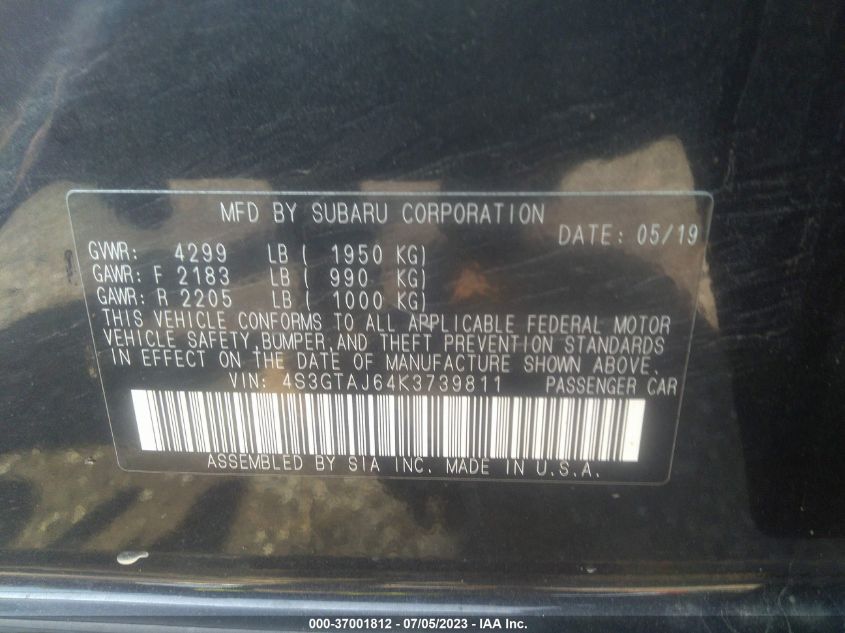 MFD BY SUBARU CORPORATION
DATE: 05/19
GVWR: 4299 LB ( 1950 KG)
GAWR: F 2183 LB ( 990 KG)
GAWR: R 2205 LB ( 1000 KG)
THIS VEHICLE CONFORMS TO ALL APPLICABLE FEDERAL MOTOR
VEHICLE SAFETY, BUMPER, AND THEFT PREVENTION STANDARDS
IN EFFECT ON THE DATE OF MANUFACTURE SHOWN ABOVE.
VIN: 4S3GTAJ64K3739811 PASSENGER CAR
ASSEMBLED BY SIA INC. MADE IN U.S.A.
000-37001812 - 07/05/2023 - IAA Inc.